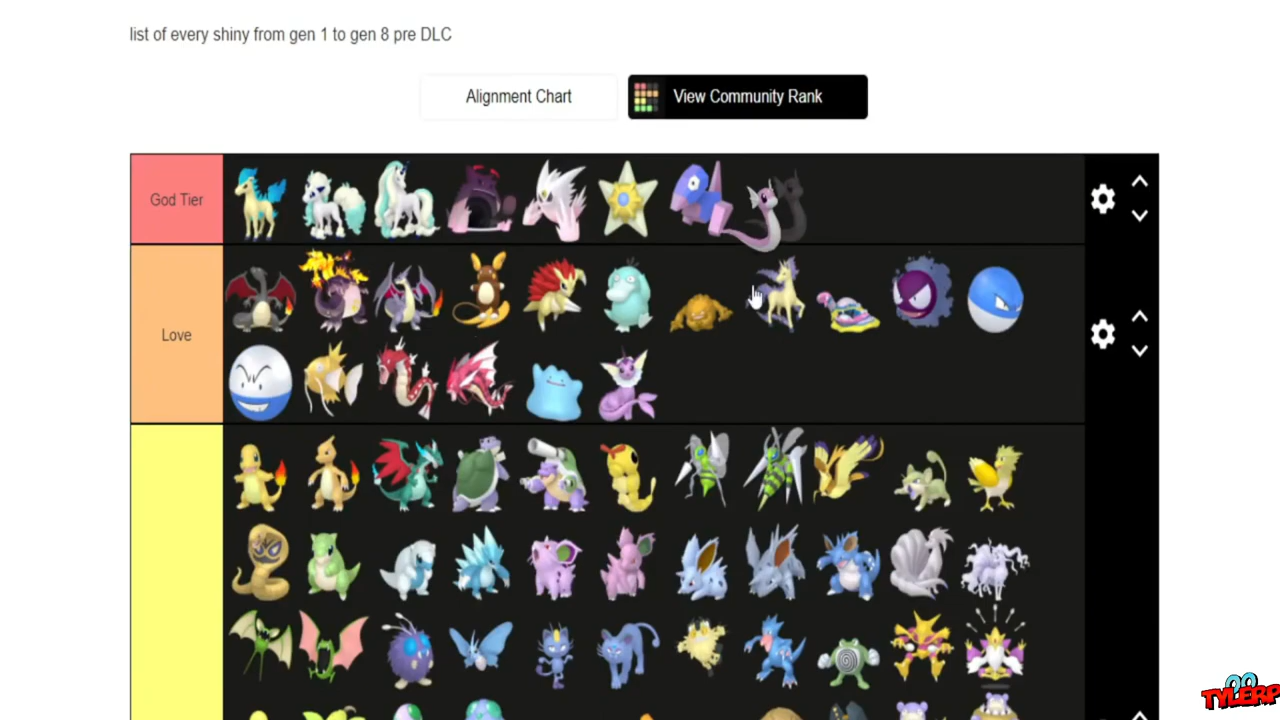 list of every shiny from gen 1 to gen 8 pre DLC
Alignment Chart
View Community Rank
God Tier
Love
TYLERP